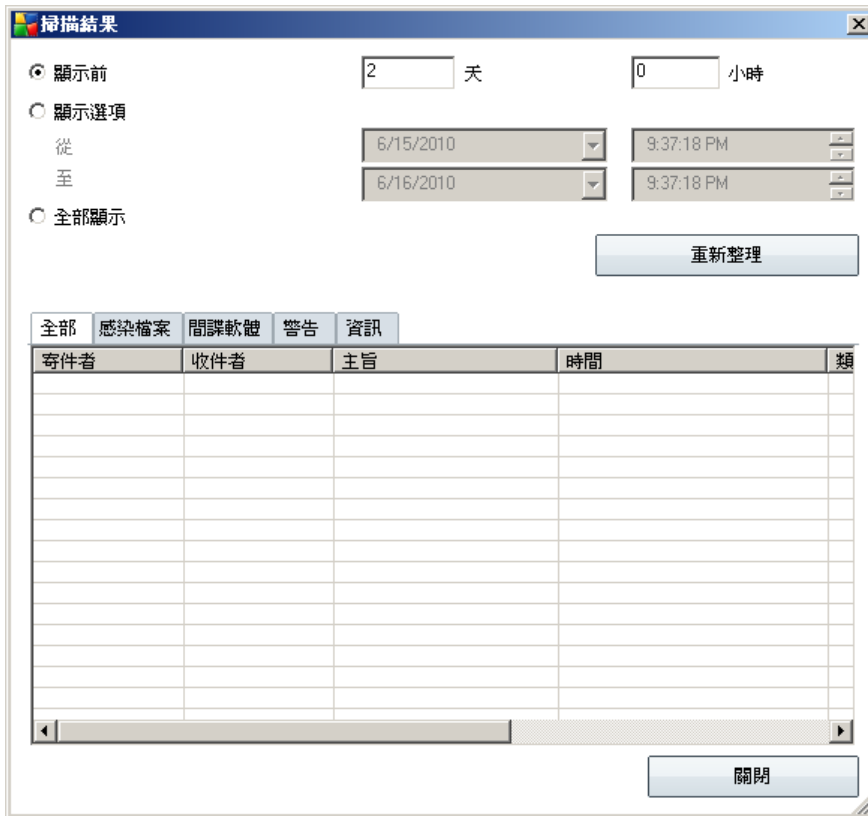 掃描結果
顯示前 2 天 0 小時
顯示選項
從 6/15/2010 9:37:18 PM
至 6/16/2010 9:37:18 PM
全部顯示
重新整理
全部 感染檔案 間諜軟體 警告 資訊
寄件者 收件者 主旨 時間 類
關閉